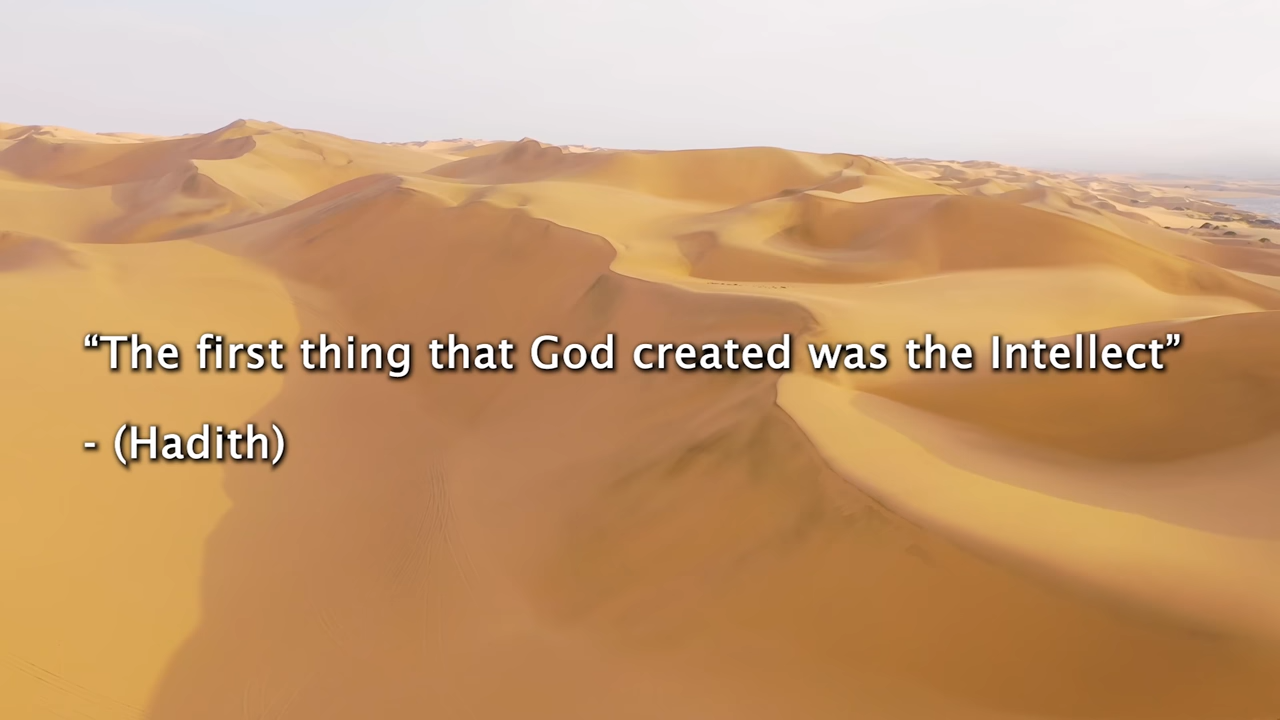 “The first thing that God created was the Intellect”
- (Hadith)